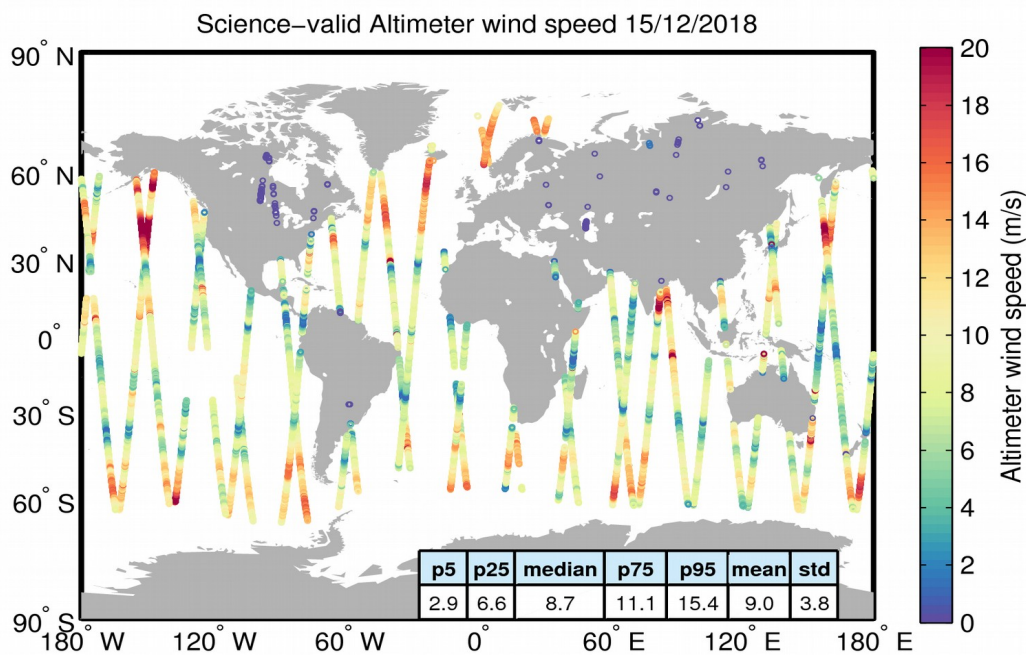 Science-valid Altimeter wind speed 15/12/2018
90° N
60° N
30° N
0°
30° S
60° S
90° S
180° W
120° W
60° W
0°
60° E
120° E
180° E
p5 p25 median p75 p95 mean std
2.9 6.6 8.7 11.1 15.4 9.0 3.8
20
18
16
14
12
10
8
6
4
2
0
Altimeter wind speed (m/s)